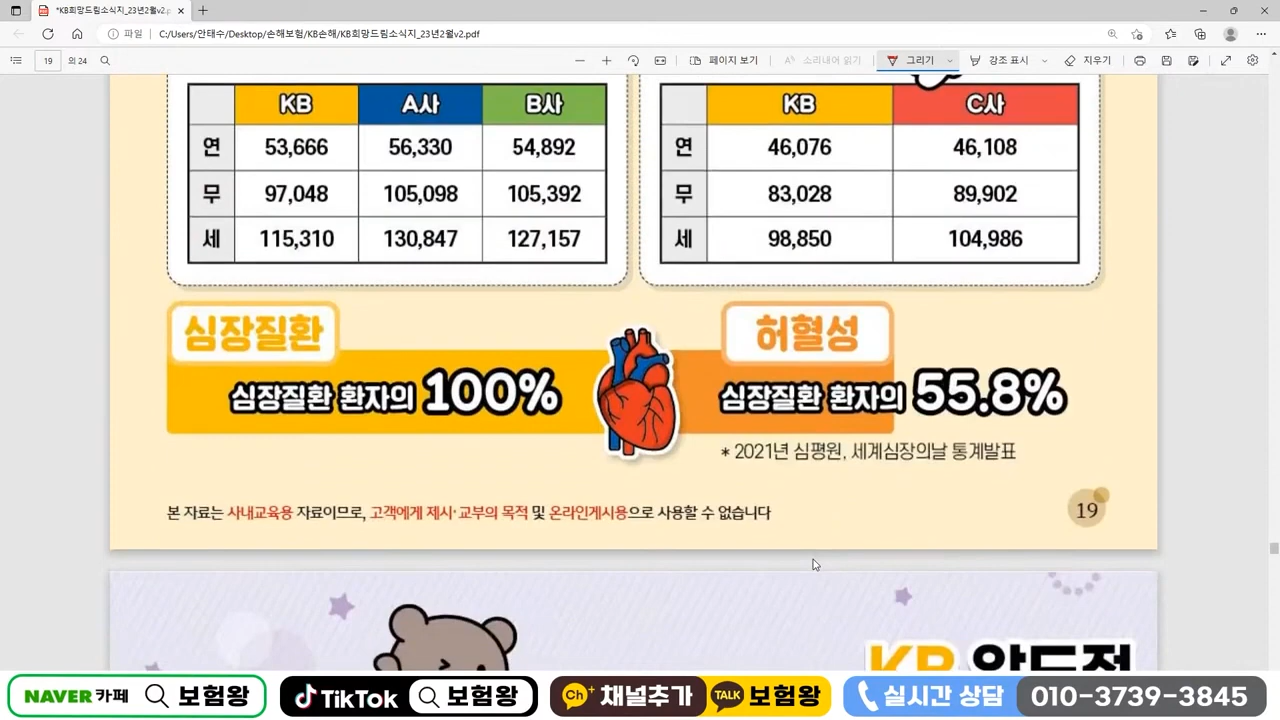 *KB희망드림소식지_23년2월v2.p
파일
C:/Users/안태수/Desktop/손해보험/KB손해/KB희망드림소식지_23년2월v2.pdf
19 의 24
페이지 보기
소리내어 읽기
그리기
강조 표시
지우기
KB A사 B사
연 53,666 56,330 54,892
무 97,048 105,098 105,392
세 115,310 130,847 127,157
KB C사
연 46,076 46,108
무 83,028 89,902
세 98,850 104,986
심장질환
심장질환 환자의 100%
허혈성
심장질환 환자의 55.8%
* 2021년 심평원, 세계심장의날 통계발표
본 자료는 사내교육용 자료이므로, 고객에게 제시·교부의 목적 및 온라인게시용으로 사용할 수 없습니다
19
NAVER 카페 보험왕
TikTok 보험왕
Ch+ 채널추가 TALK 보험왕
실시간 상담 010-3739-3845